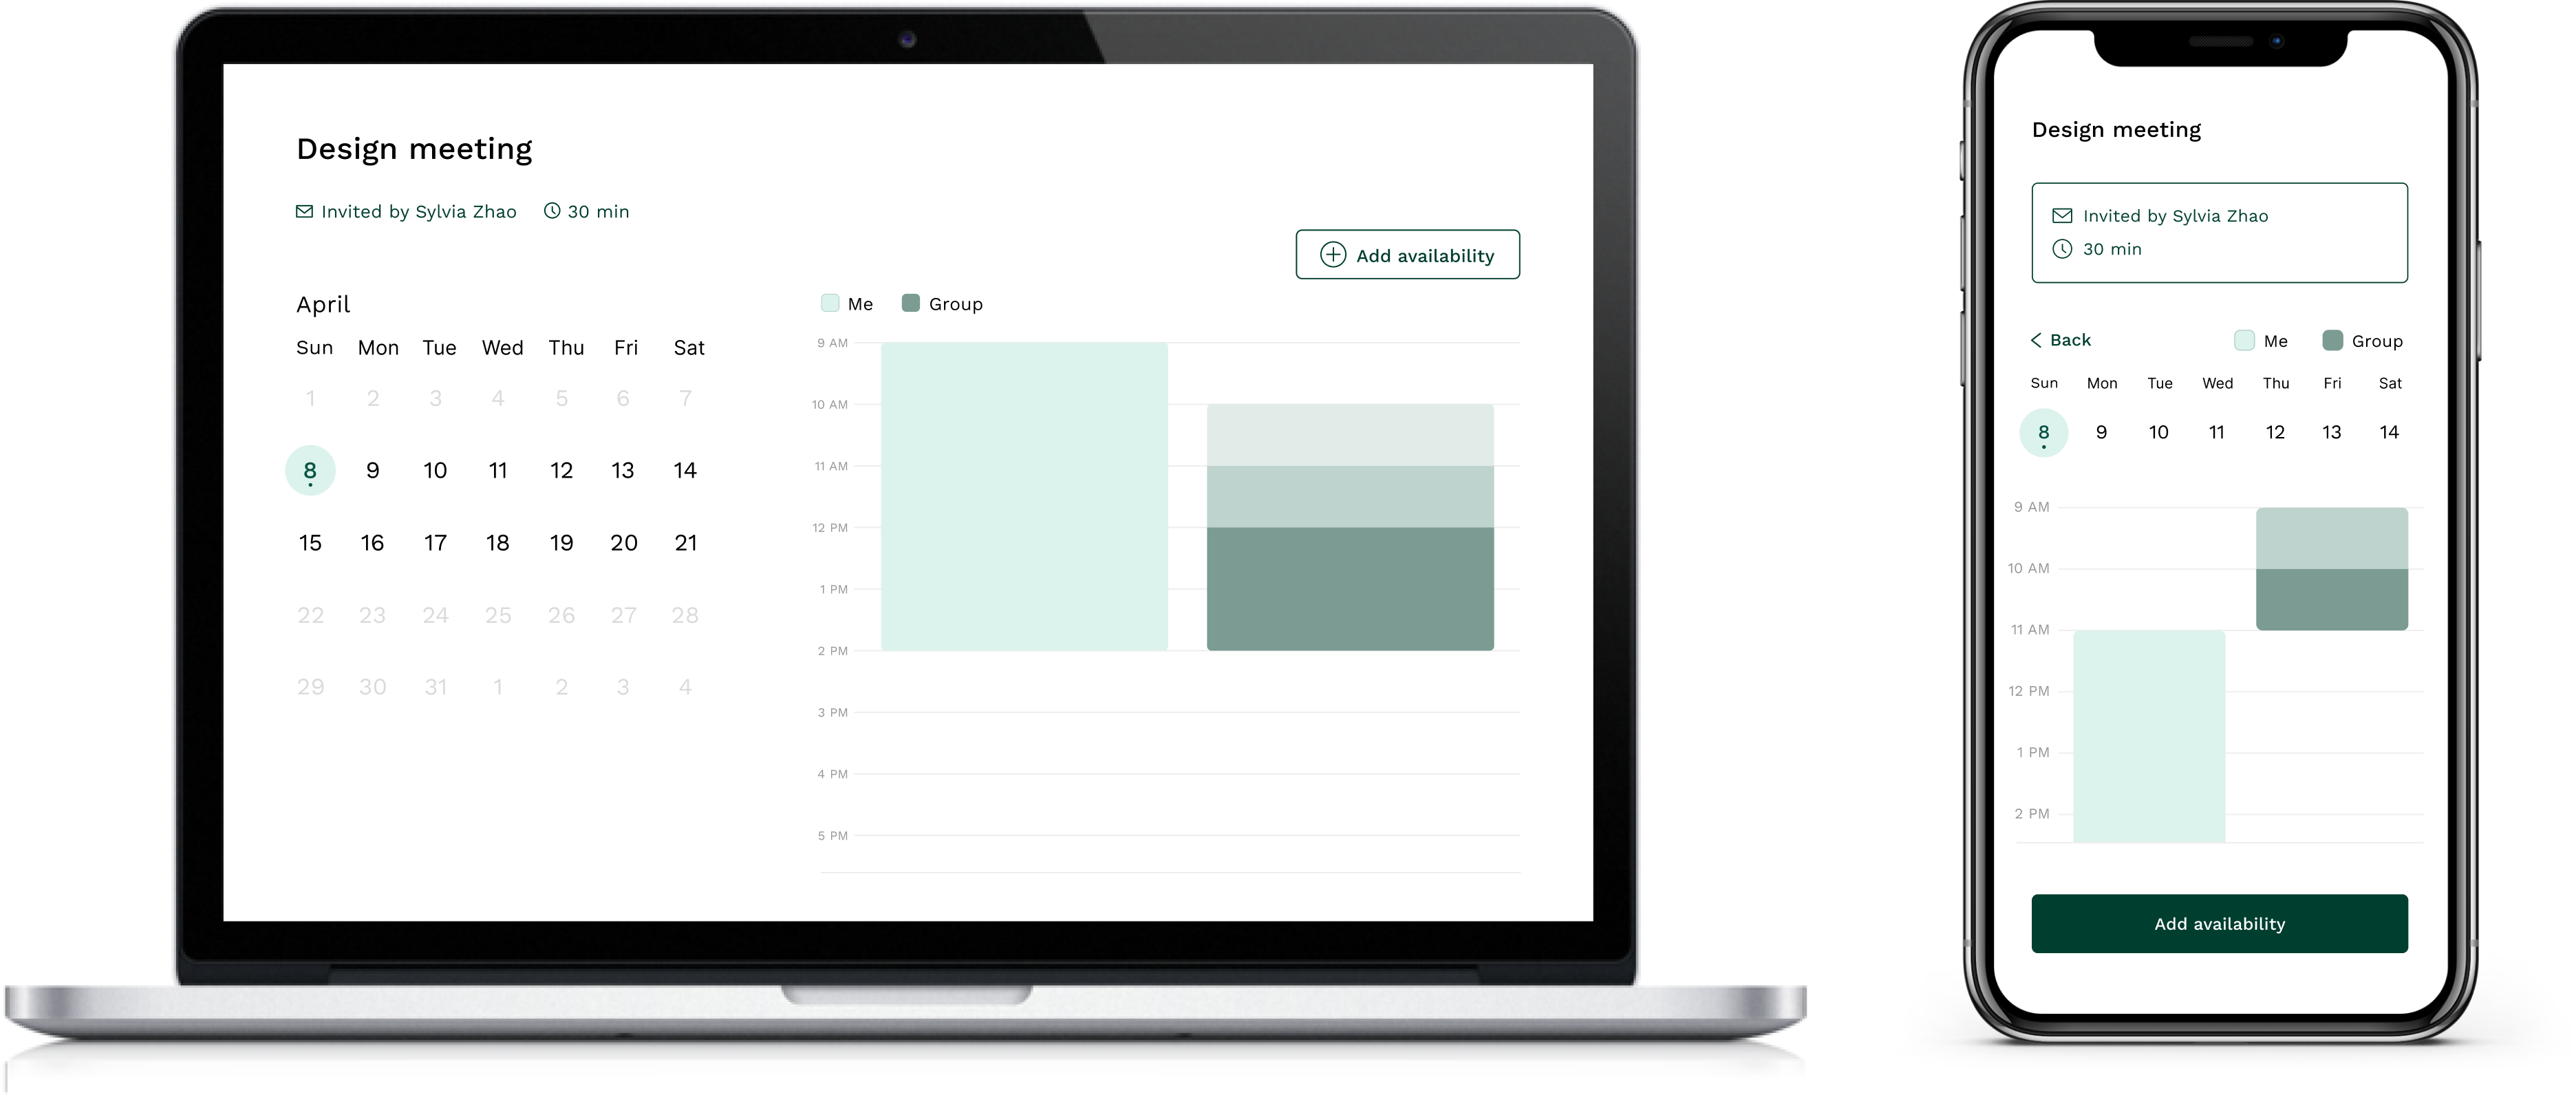 Design meeting
Invited by Sylvia Zhao 30 min
Add availability
April
Sun Mon Tue Wed Thu Fri Sat
1 2 3 4 5 6 7
8 9 10 11 12 13 14
15 16 17 18 19 20 21
22 23 24 25 26 27 28
29 30 31 1 2 3 4
Me Group
9 AM
10 AM
11 AM
12 PM
1 PM
2 PM
3 PM
4 PM
5 PM
Design meeting
Invited by Sylvia Zhao
30 min
Back Me Group
Sun Mon Tue Wed Thu Fri Sat
8 9 10 11 12 13 14
9 AM
10 AM
11 AM
12 PM
1 PM
2 PM
Add availability